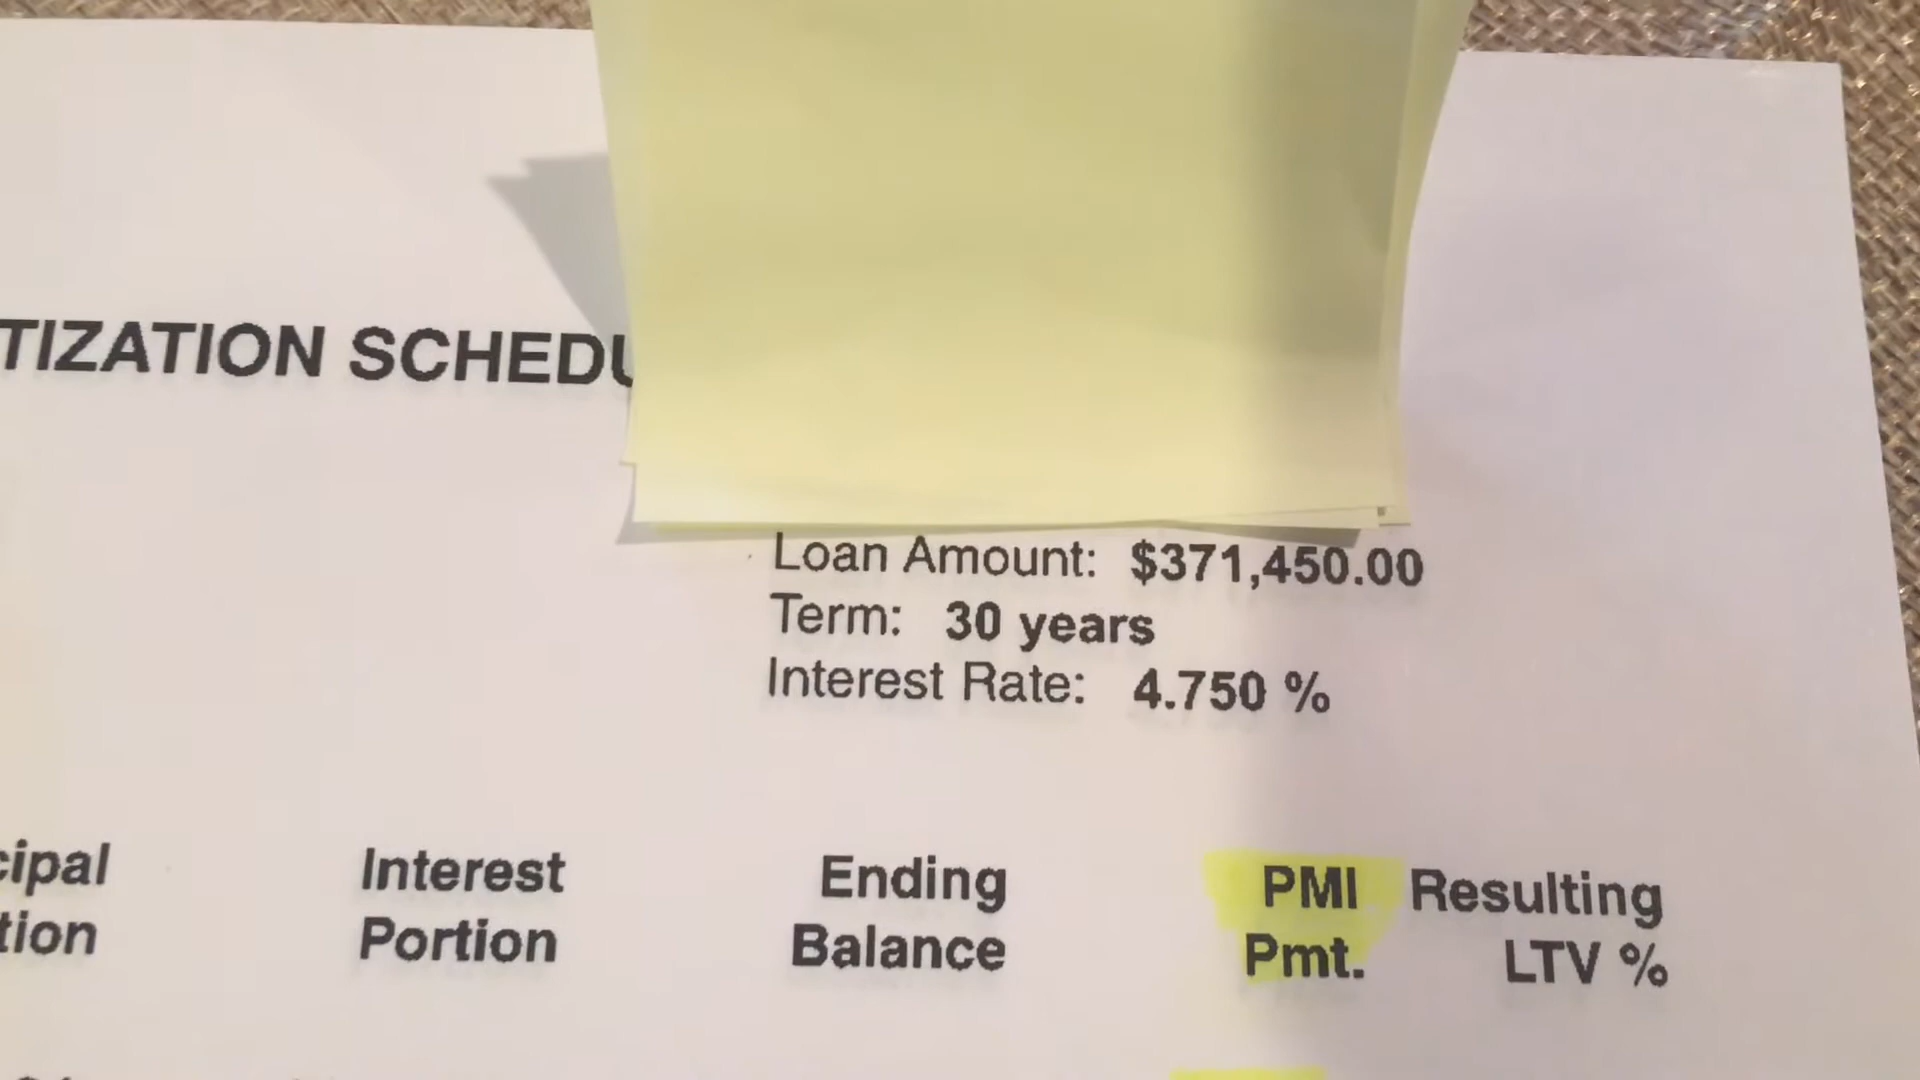 TIZATION SCHEDU
Loan Amount: $371,450.00
Term: 30 years
Interest Rate: 4.750 %
cipal Interest Ending PMI Resulting
tion Portion Balance Pmt. LTV %